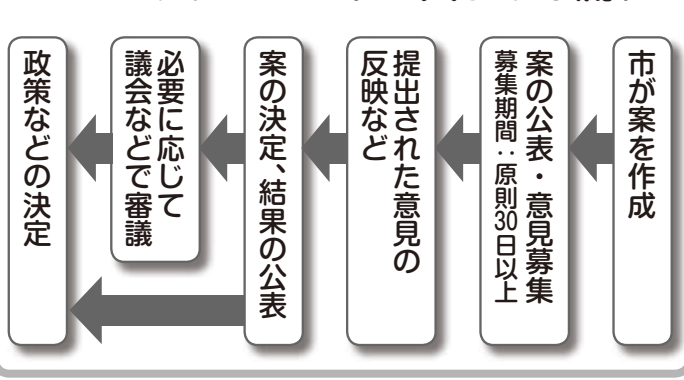 市が案を作成
案の公表・意見募集
募集期間：原則30日以上
提出された意見の
反映など
案の決定、結果の公表
必要に応じて
議会などで審議
政策などの決定